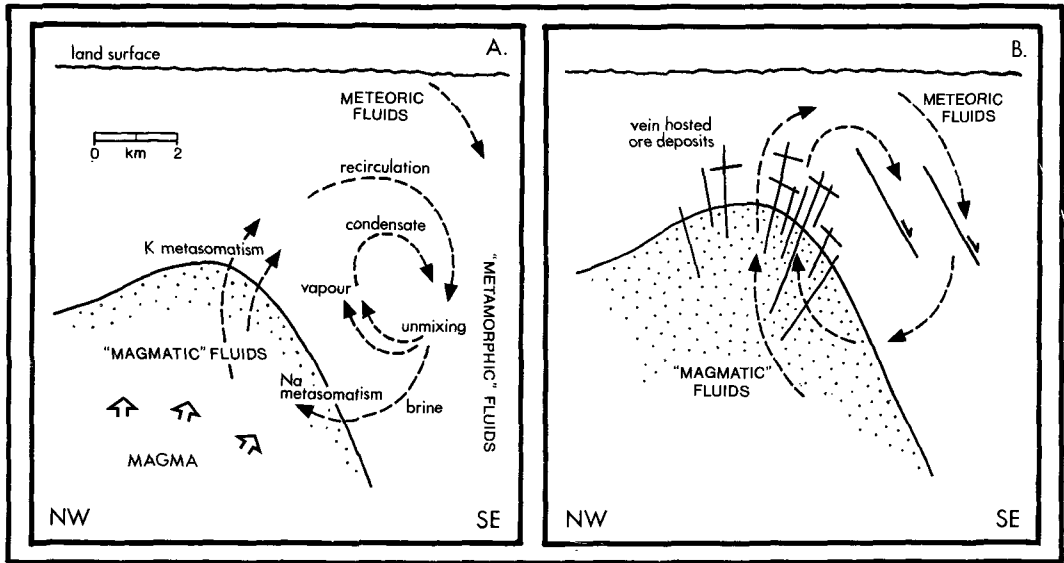 A.
land surface
METEORIC
FLUIDS
0 km 2
recirculation
condensate
K metasomatism
vapour
"METAMORPHIC" FLUIDS
unmixing
"MAGMATIC" FLUIDS
Na
metasomatism
brine
MAGMA
NW
SE
B.
METEORIC
FLUIDS
vein hosted
ore deposits
"MAGMATIC"
FLUIDS
NW
SE